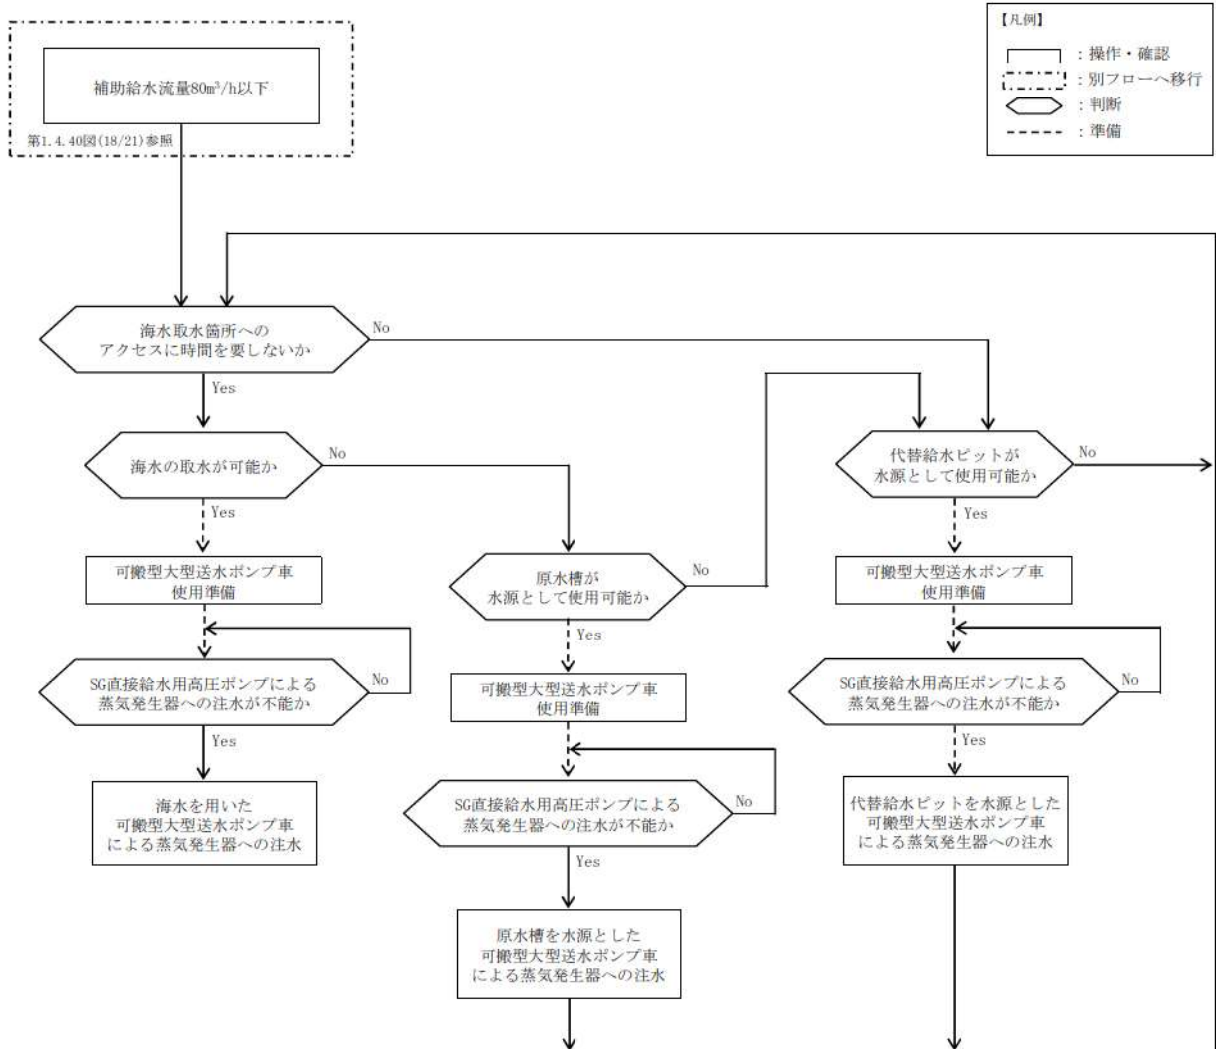 補助給水流量80m³/h以下
第1.4.40図(18/21)参照
【凡例】
：操作・確認
：別フローへ移行
：判断
：準備
海水取水箇所への
アクセスに時間を要しないか
No
Yes
海水の取水が可能か
No
Yes
代替給水ピットが
水源として使用可能か
No
Yes
可搬型大型送水ポンプ車
使用準備
原水槽が
水源として使用可能か
No
Yes
可搬型大型送水ポンプ車
使用準備
SG直接給水用高圧ポンプによる
蒸気発生器への注水が不能か
No
Yes
可搬型大型送水ポンプ車
使用準備
SG直接給水用高圧ポンプによる
蒸気発生器への注水が不能か
No
Yes
海水を用いた
可搬型大型送水ポンプ車
による蒸気発生器への注水
SG直接給水用高圧ポンプによる
蒸気発生器への注水が不能か
No
Yes
代替給水ピットを水源とした
可搬型大型送水ポンプ車
による蒸気発生器への注水
原水槽を水源とした
可搬型大型送水ポンプ車
による蒸気発生器への注水